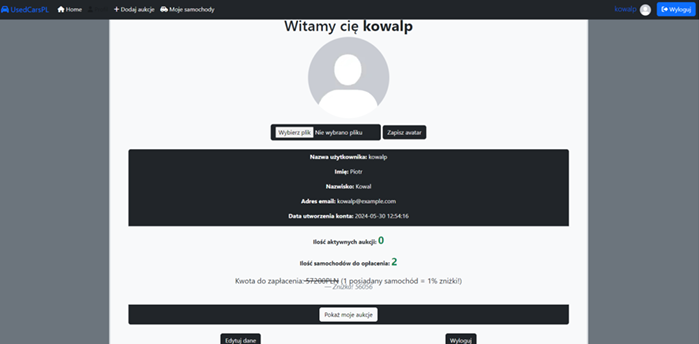 UsedCarsPL Home + Dodaj aukcje Moje samochody kowalp Wyloguj
Witamy cię kowalp
Wybierz plik Nie wybrano pliku Zapisz avatar
Nazwa użytkownika: kowalp
Imię: Piotr
Nazwisko: Kowal
Adres email: kowalp@example.com
Data utworzenia konta: 2024-05-30 12:54:16
Ilość aktywnych aukcji: 0
Ilość samochodów do opłacenia: 2
Kwota do zapłacenia: 57200PLN (1 posiadany samochód = 1% zniżki!)
— Zniżka! 56056
Pokaż moje aukcje
Edytuj dane Wyloguj